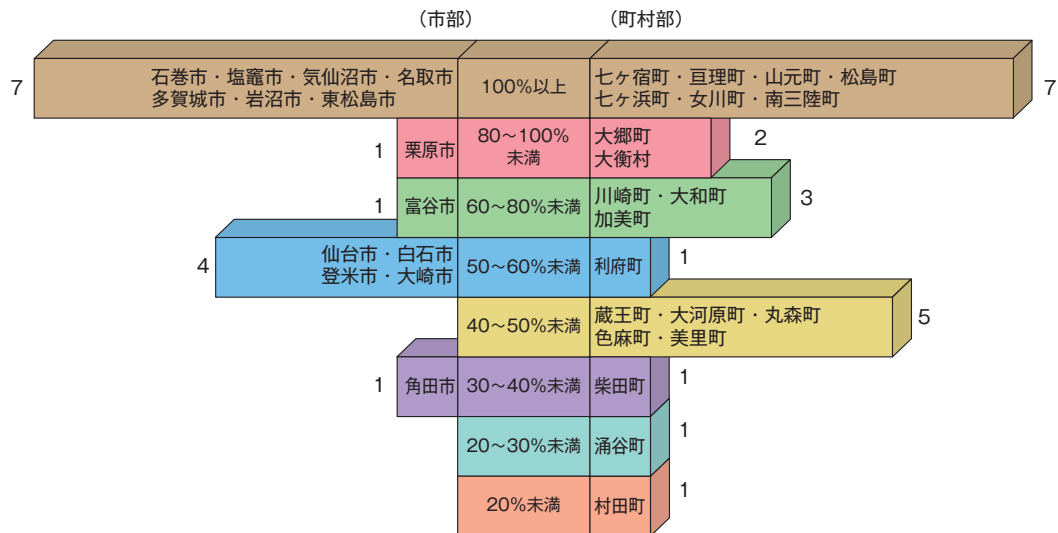 （市部） （町村部）
7 石巻市・塩竈市・気仙沼市・名取市
多賀城市・岩沼市・東松島市 100%以上 七ヶ宿町・亘理町・山元町・松島町
七ヶ浜町・女川町・南三陸町 7
1 栗原市 80～100%
未満 大郷町
大衡村 2
1 富谷市 60～80%未満 川崎町・大和町
加美町 3
4 仙台市・白石市
登米市・大崎市 50～60%未満 利府町 1
40～50%未満 蔵王町・大河原町・丸森町
色麻町・美里町 5
1 角田市 30～40%未満 柴田町 1
20～30%未満 涌谷町 1
20%未満 村田町 1